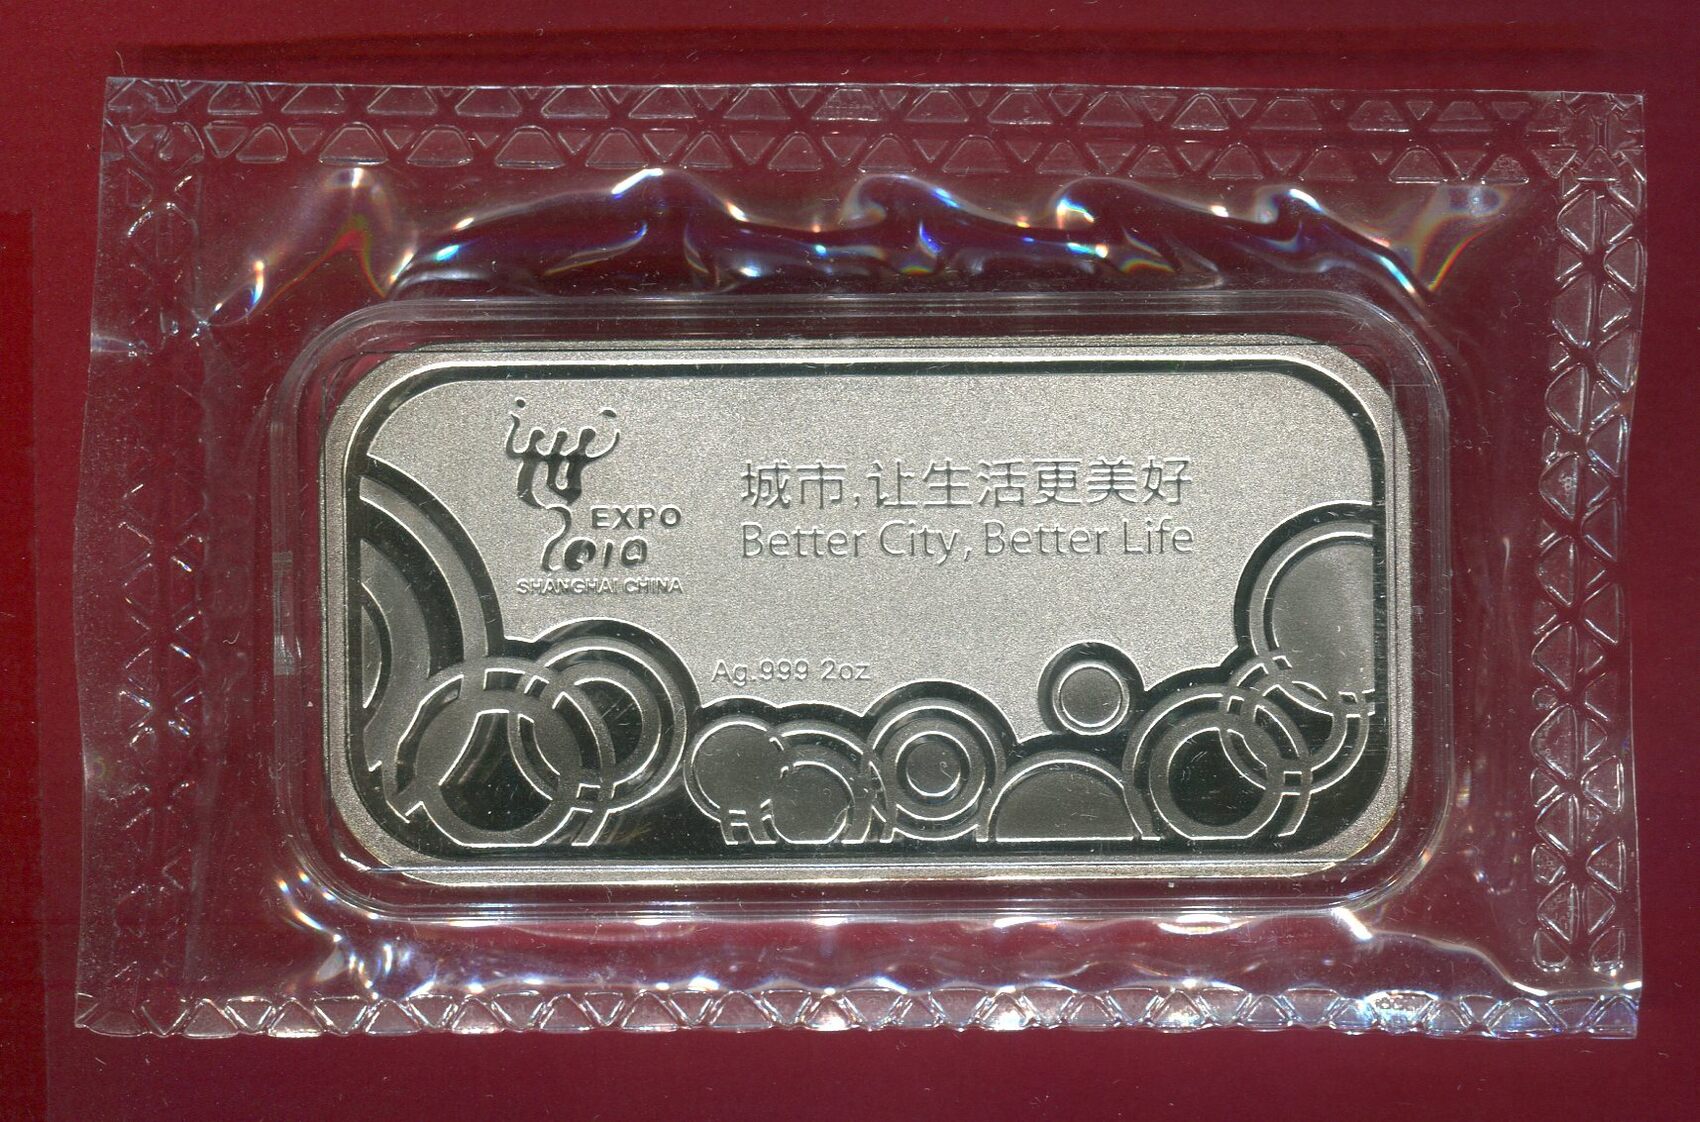 EXPO
2010
SHANGHAI CHINA
城市,让生活更美好
Better City, Better Life
Ag.999 2oz